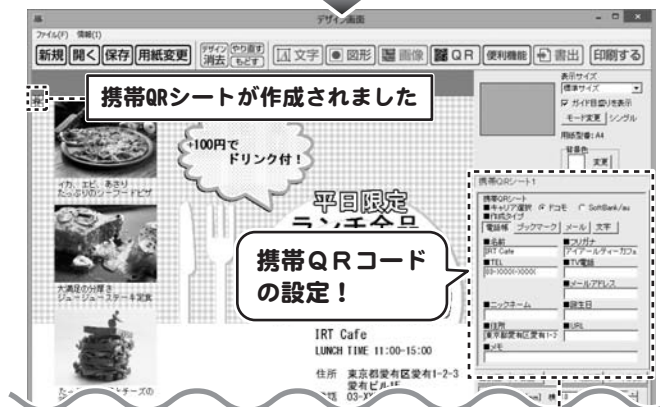 デザイン画面
ファイル(F) 情報(I)
新規 開く 保存 用紙変更 デザイン消去 やり直す もどす 文字 図形 画像 QR 便利機能 書出 印刷する
表示サイズ
標準サイズ
ガイド目盛りを表示
モード変更 シングル
用紙型番:A4
背景色
変更
携帯QRシートが作成されました
+100円で
ドリンク付!
イカ、エビ、あさり
たっぷりのシーフードピザ
平日限定
ランチ全品
大満足の分厚さ
ジューシューステーキ定食
携帯QRコード
の設定!
IRT Cafe
LUNCH TIME 11:00-15:00
住所 東京都愛有区愛有1-2-3
愛有ビル1F
携帯QRシート1
携帯QRシート
■キャリア選択 ドコモ SoftBank/au
■作成タイプ
電話帳 ブックマーク メール 文字
■名前 ■フリガナ
IRT Cafe アイアールティーカフェ
■TEL ■TV電話
03-XXXX-XXXX
■メールアドレス
■ニックネーム ■誕生日
■住所 ■URL
東京都愛有区愛有1-2
■メモ